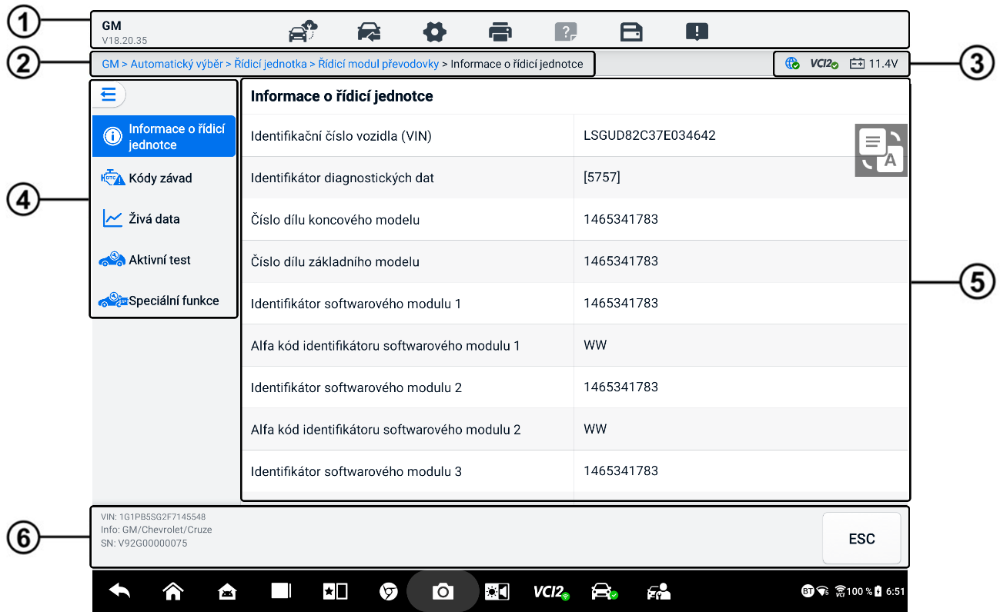 1
GM
V18.20.35
?
!
2
GM > Automatický výběr > Řídicí jednotka > Řídicí modul převodovky > Informace o řídicí jednotce
VCI2
11.4V
3
Informace o řídicí jednotce
Informace o řídicí
jednotce
DTC
Kódy závad
Živá data
Aktivní test
Speciální funkce
4
Identifikační číslo vozidla (VIN)
LSGUD82C37E034642
A
Identifikátor diagnostických dat
[5757]
Číslo dílu koncového modelu
1465341783
Číslo dílu základního modelu
1465341783
Identifikátor softwarového modulu 1
1465341783
Alfa kód identifikátoru softwarového modulu 1
WW
Identifikátor softwarového modulu 2
1465341783
Alfa kód identifikátoru softwarového modulu 2
WW
Identifikátor softwarového modulu 3
1465341783
5
6
VIN: 1G1PB5SG2F7145548
Info: GM/Chevrolet/Cruze
SN: V92G00000075
ESC
VCI2
BT
5
VCI
100 %
6:51